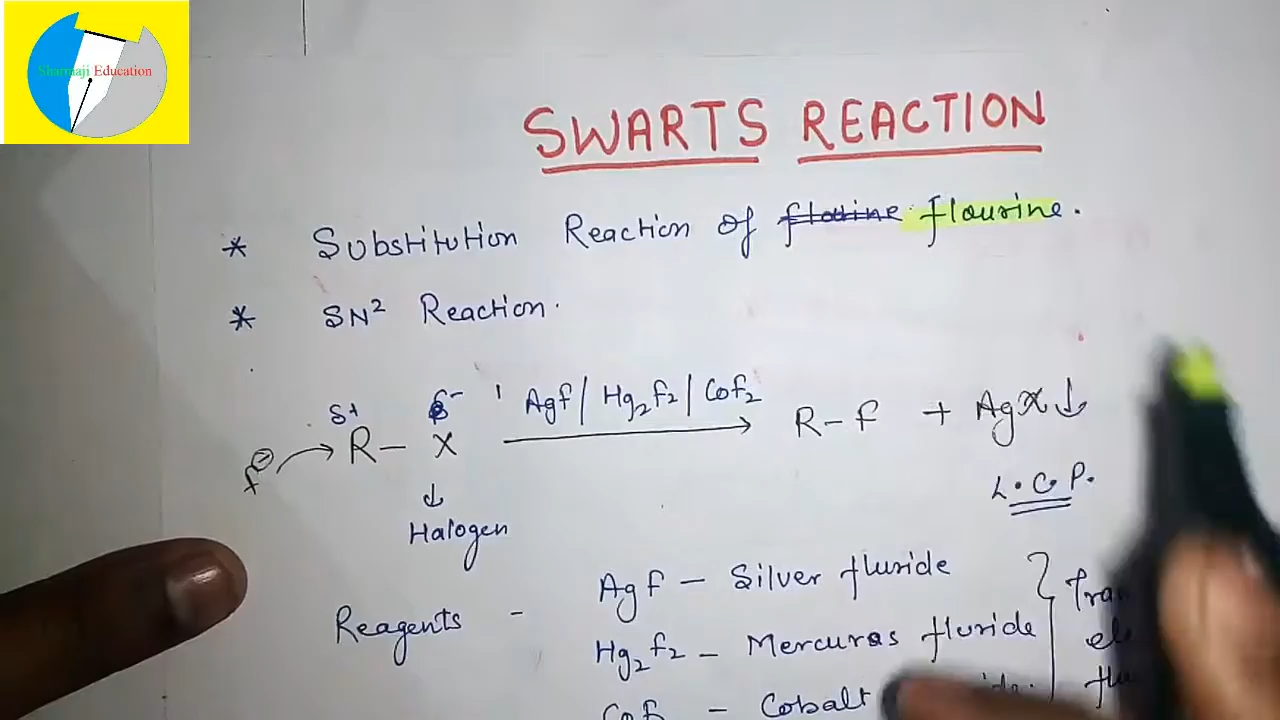 Sharmaji Education
SWARTS REACTION
* Substitution Reaction of flourine.
* SN² Reaction.
δ+ δ- AgF/Hg₂F₂/CoF₂
F⊖ → R-X → R-F + AgX↓
↓ L.C.P.
Halogen
Reagents - AgF - Silver fluride
Hg₂F₂ - Mercuras fluride
CoF - Cobalt